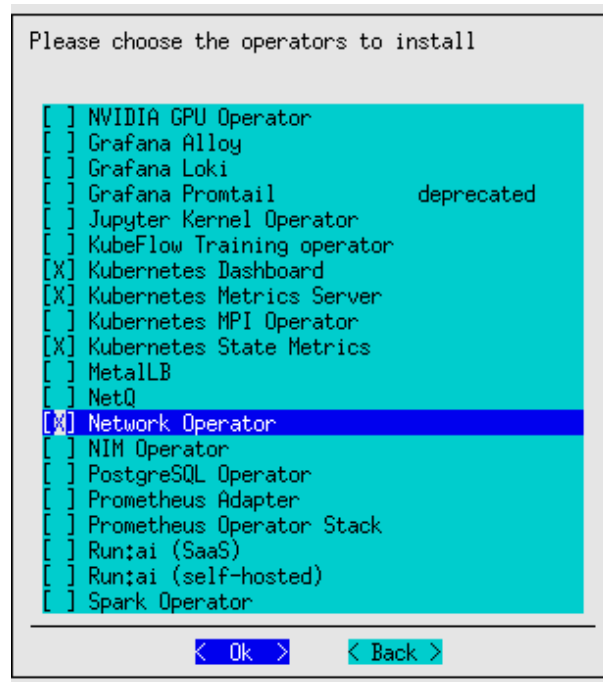 Please choose the operators to install
[ ] NVIDIA GPU Operator
[ ] Grafana Alloy
[ ] Grafana Loki
[ ] Grafana Promtail deprecated
[ ] Jupyter Kernel Operator
[ ] KubeFlow Training operator
[X] Kubernetes Dashboard
[X] Kubernetes Metrics Server
[ ] Kubernetes MPI Operator
[X] Kubernetes State Metrics
[ ] MetalLB
[ ] NetQ
[X] Network Operator
[ ] NIM Operator
[ ] PostgreSQL Operator
[ ] Prometheus Adapter
[ ] Prometheus Operator Stack
[ ] Run:ai (SaaS)
[ ] Run:ai (self-hosted)
[ ] Spark Operator
< Ok > < Back >